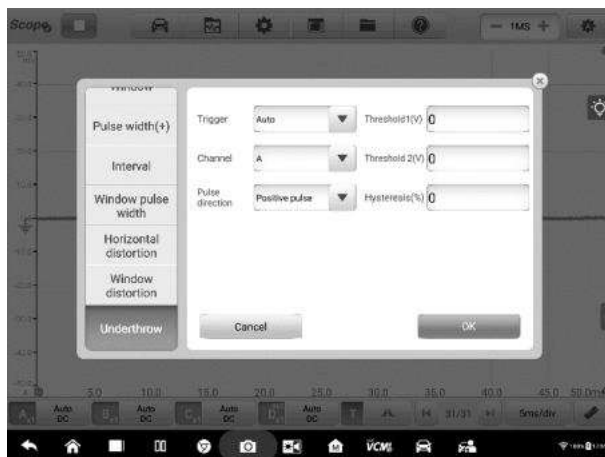 Scope
1MS
Window
Pulse width(+)
Interval
Window pulse
width
Horizontal
distortion
Window
distortion
Underthrow
Trigger
Auto
Threshold1(V)
0
Channel
A
Threshold 2(V)
0
Pulse
direction
Positive pulse
Hysteresis(%)
0
Cancel
OK
5.0
10.0
15.0
20.0
25.0
30.0
35.0
40.0
45.0
50.0ms
A
Auto
DC
B
Auto
DC
C
Auto
DC
D
Auto
DC
T
31/31
5ms/div
VCMI